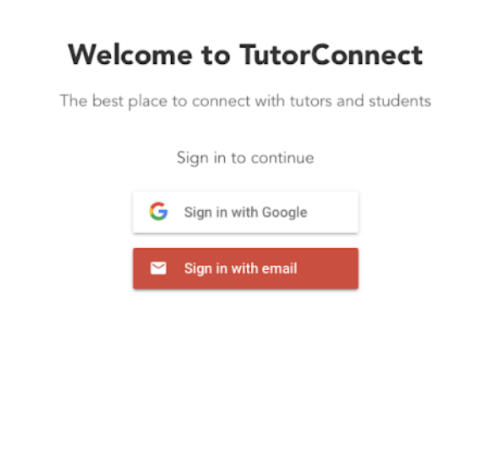 Welcome to TutorConnect
The best place to connect with tutors and students
Sign in to continue
Sign in with Google
Sign in with email